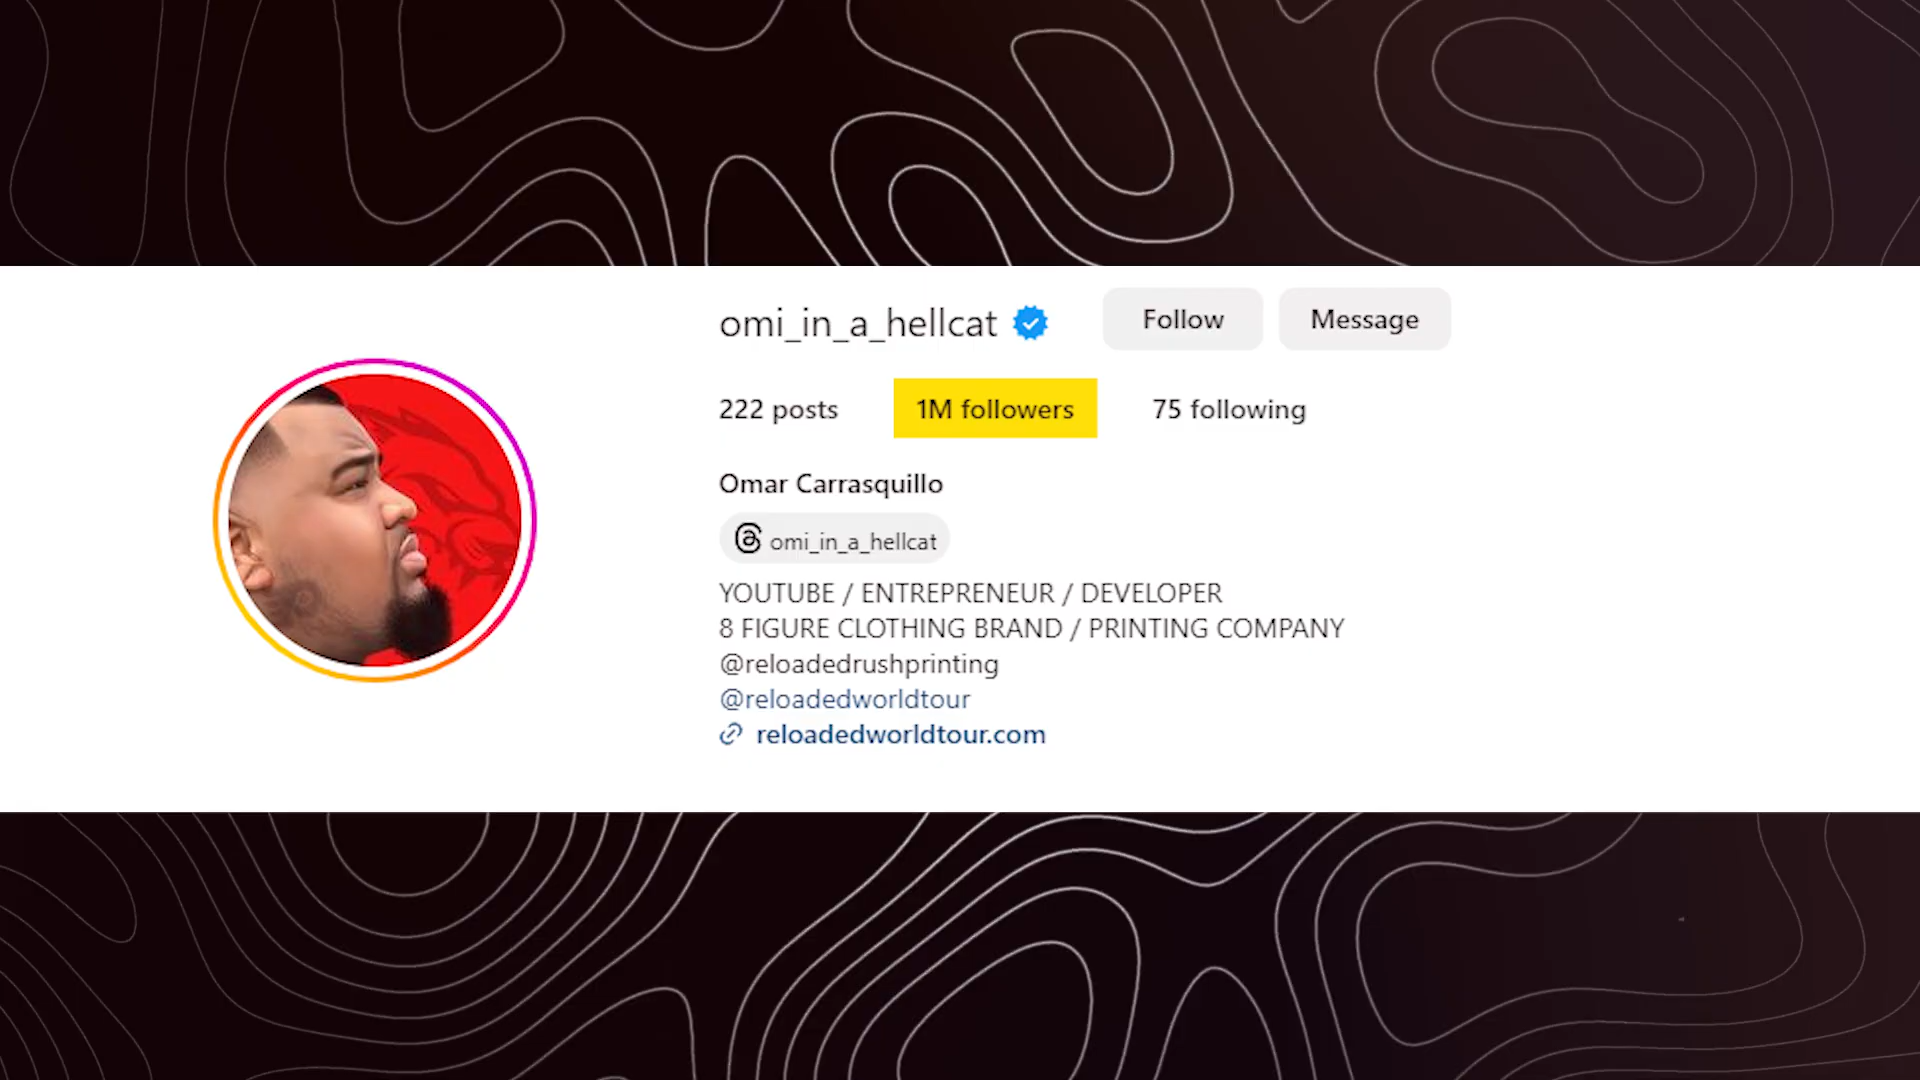 omi_in_a_hellcat Follow Message
222 posts 1M followers 75 following
Omar Carrasquillo
omi_in_a_hellcat
YOUTUBE / ENTREPRENEUR / DEVELOPER
8 FIGURE CLOTHING BRAND / PRINTING COMPANY
@reloadedrushprinting
@reloadedworldtour
reloadedworldtour.com